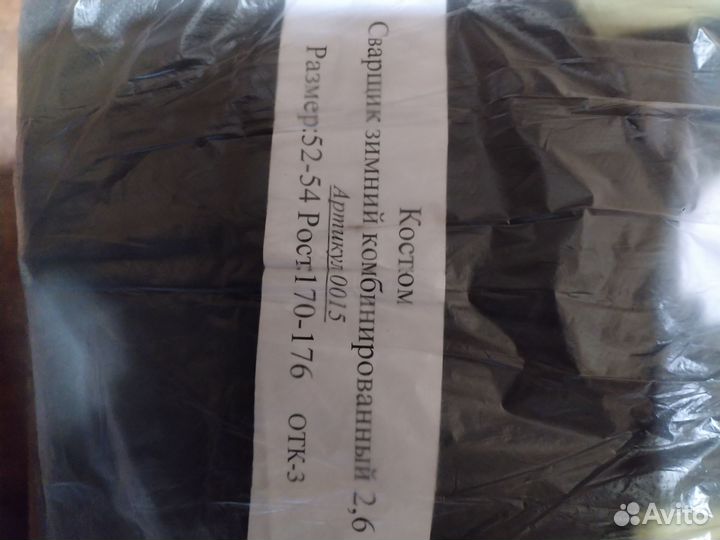 Костюм
Сварщик зимний комбинированный 2,6
Артикул 0015
Размер:52-54 Рост:170-176 ОТК-3
Avito